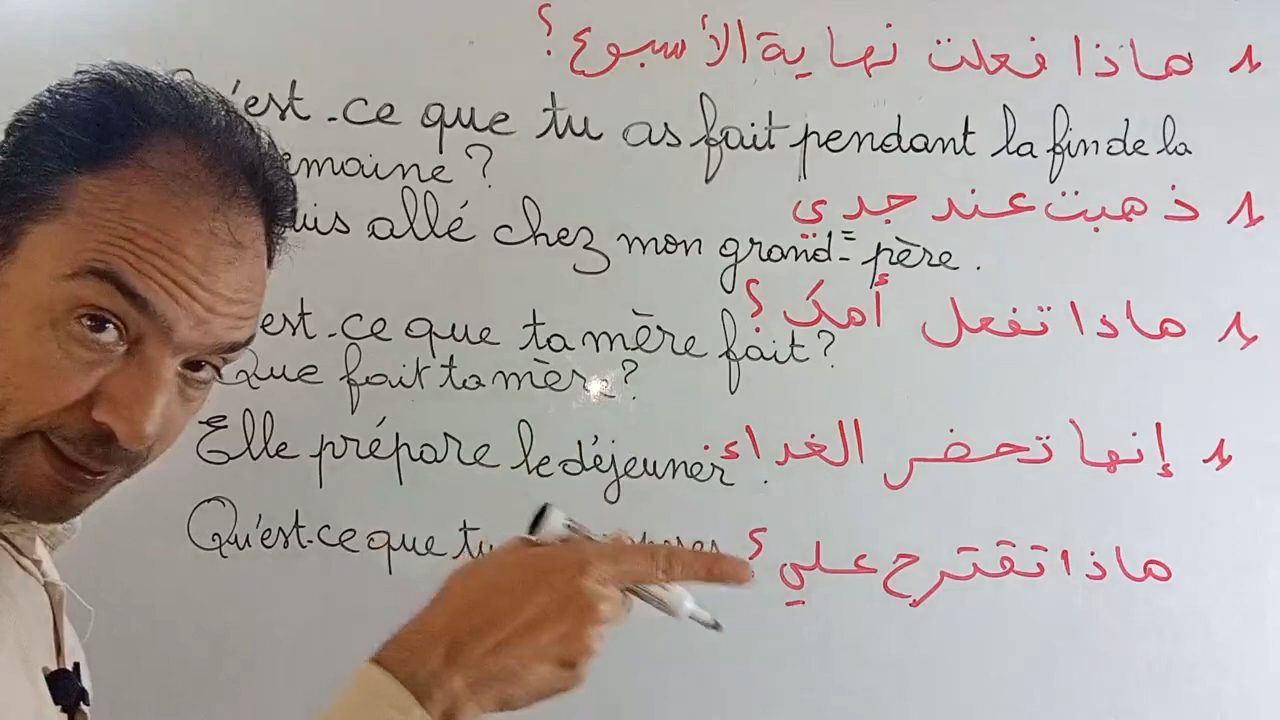 * ماذا فعلت نهاية الأسبوع؟
'est-ce que tu as fait pendant la fin de la
emaine ?
* ذهبت عند جدي
uis allé chez mon grand-père.
* ماذا تفعل أمك؟
est-ce que ta mère fait ?
Que fait ta mère ?
* إنها تحضر الغداء.
Elle prépare le déjeuner.
ماذا تقترح علي؟
Qu'est-ce que tu